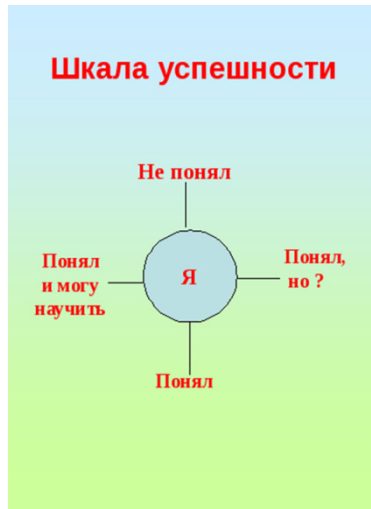 Шкала успешности
Не понял
Понял
и могу
научить
Я
Понял,
но ?
Понял